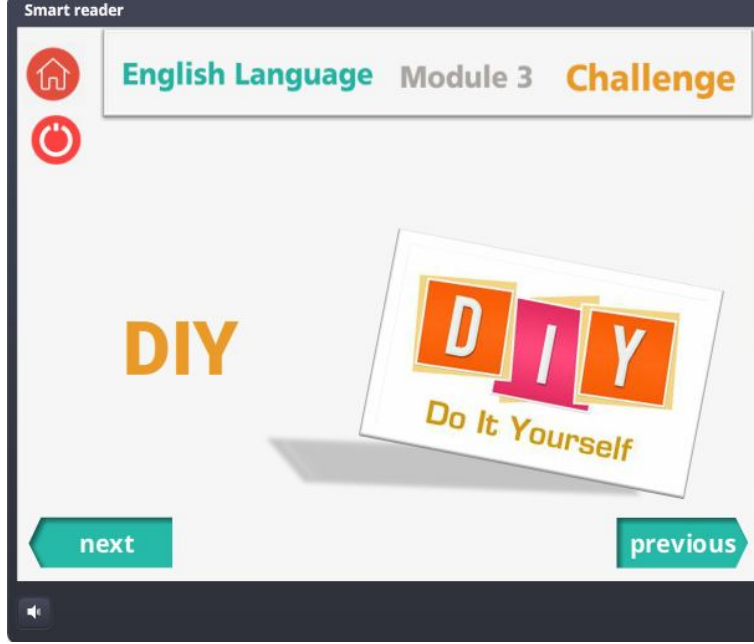 Smart reader
English Language Module 3 Challenge
DIY
D I Y
Do It Yourself
next
previous